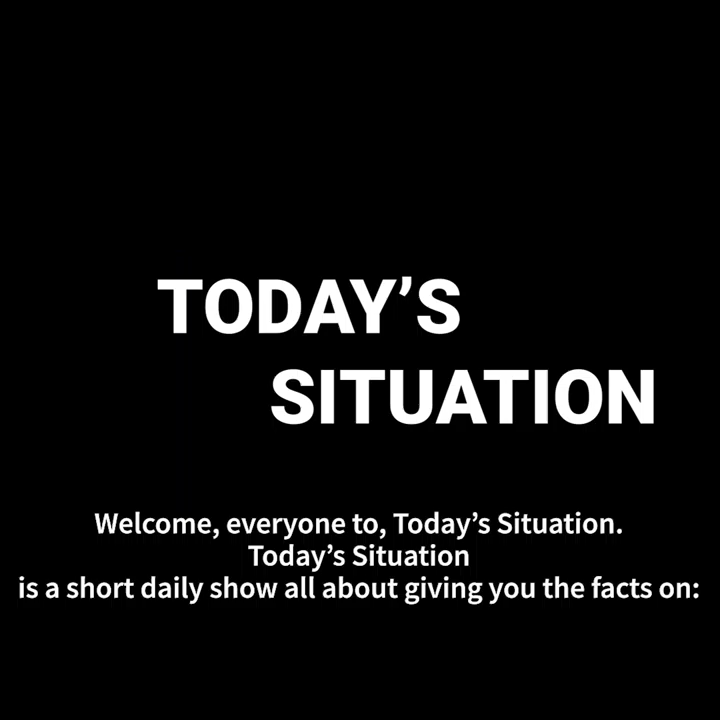 TODAY’S
SITUATION
Welcome, everyone to, Today’s Situation.
Today’s Situation
is a short daily show all about giving you the facts on: